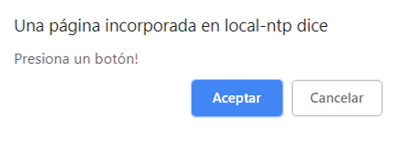 Una página incorporada en local-ntp dice
Presiona un botón!
Aceptar Cancelar